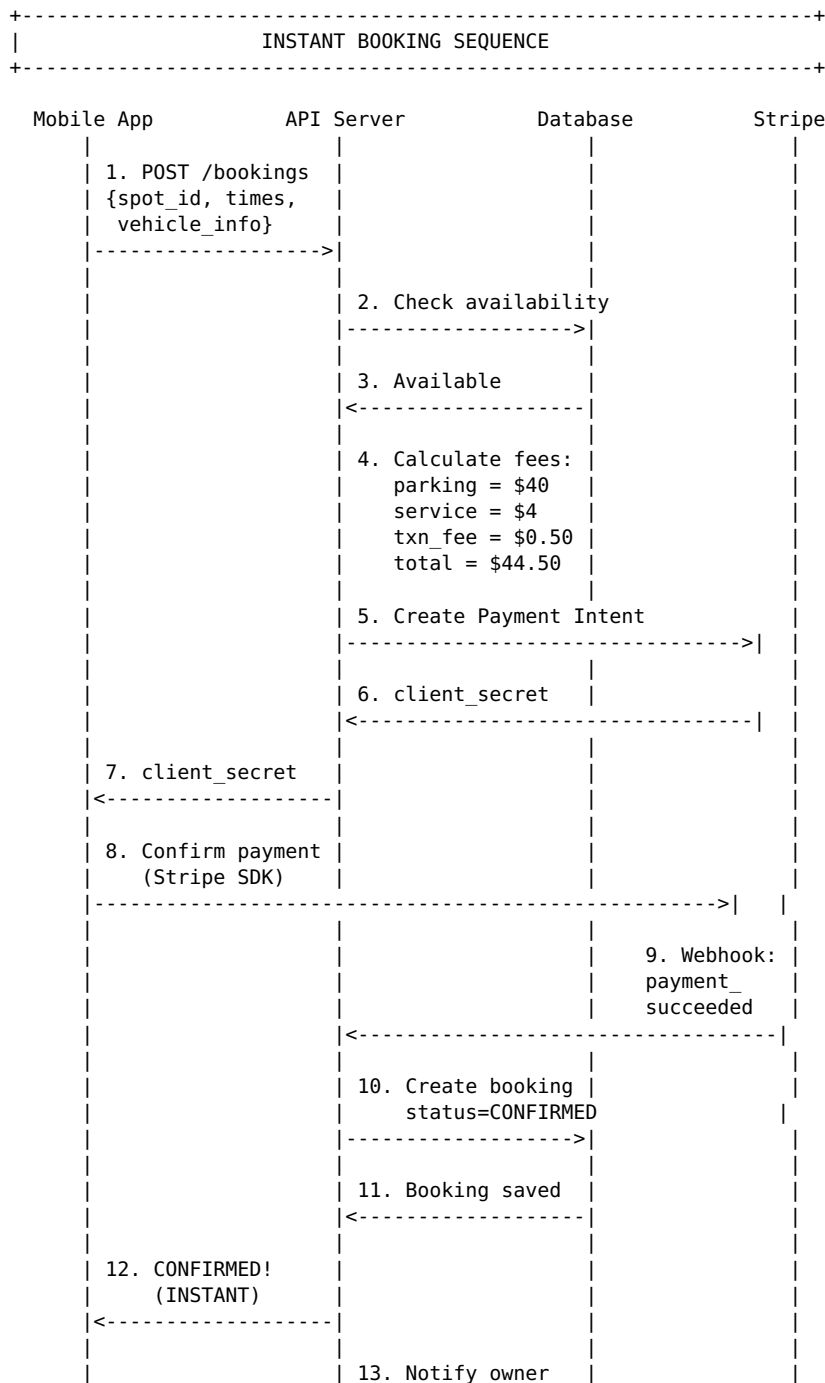 +------------------------------------------------------------------+
|                    INSTANT BOOKING SEQUENCE
+------------------------------------------------------------------+

 Mobile App           API Server           Database          Stripe
     |                    |                    |                |
     | 1. POST /bookings  |                    |                |
     | {spot_id, times,   |                    |                |
     |  vehicle_info}     |                    |                |
     |------------------->|                    |                |
     |                    |                    |                |
     |                    | 2. Check availability               |
     |                    |------------------->|                |
     |                    |                    |                |
     |                    | 3. Available       |                |
     |                    |<-------------------|                |
     |                    |                    |                |
     |                    | 4. Calculate fees: |                |
     |                    |    parking = $40   |                |
     |                    |    service = $4    |                |
     |                    |    txn_fee = $0.50 |                |
     |                    |    total = $44.50  |                |
     |                    |                    |                |
     |                    | 5. Create Payment Intent            |
     |                    |--------------------------------->|  |
     |                    |                    |                |
     |                    | 6. client_secret   |                |
     |                    |<---------------------------------|  |
     |                    |                    |                |
     | 7. client_secret   |                    |                |
     |<-------------------|                    |                |
     |                    |                    |                |
     | 8. Confirm payment |                    |                |
     |    (Stripe SDK)    |                    |                |
     |---------------------------------------------------->|   |
     |                    |                    |                |
     |                    |                    |    9. Webhook: |
     |                    |                    |    payment_    |
     |                    |                    |    succeeded   |
     |                    |<-----------------------------------|
     |                    |                    |                |
     |                    | 10. Create booking |                |
     |                    |     status=CONFIRMED               |
     |                    |------------------->|                |
     |                    |                    |                |
     |                    | 11. Booking saved  |                |
     |                    |<-------------------|                |
     |                    |                    |                |
     | 12. CONFIRMED!     |                    |                |
     |     (INSTANT)      |                    |                |
     |<-------------------|                    |                |
     |                    |                    |                |
     |                    | 13. Notify owner   |                |